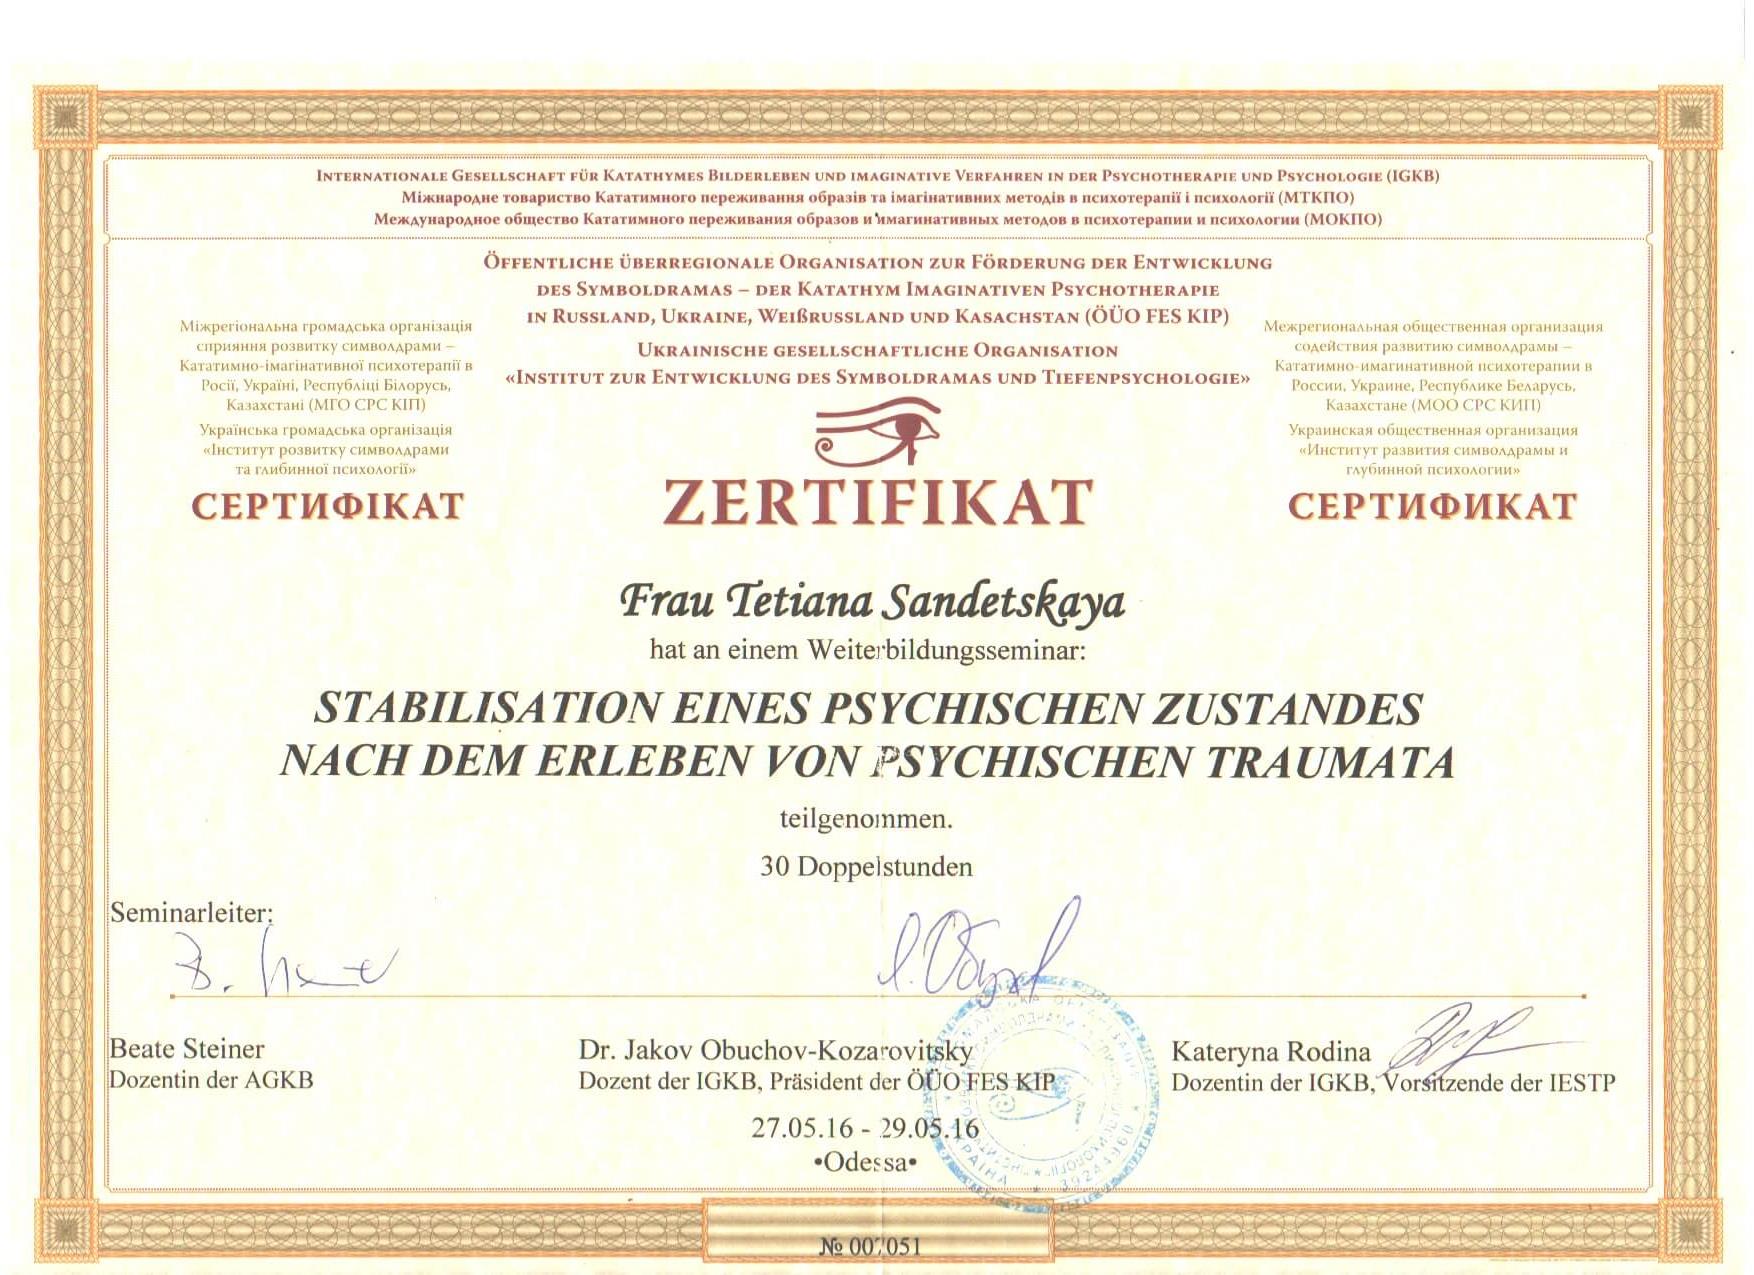 Internationale Gesellschaft für Katathymes Bilderleben und imaginative Verfahren in der Psychotherapie und Psychologie (IGKB)
Міжнародне товариство Кататимного переживання образів та імагінативних методів в психотерапії і психології (МТКПО)
Международное общество Кататимного переживания образов и имагинативных методов в психотерапии и психологии (МОКПО)
Öffentliche überregionale Organisation zur Förderung der Entwicklung
des Symboldramas – der Katathym Imaginativen Psychotherapie
in Russland, Ukraine, Weißrussland und Kasachstan (ÖÜO FES KIP)
Ukrainische gesellschaftliche Organisation
«Institut zur Entwicklung des Symboldramas und Tiefenpsychologie»
Міжрегіональна громадська організація
сприяння розвитку символдрами –
Кататимно-імагінативної психотерапії в
Росії, Україні, Республіці Білорусь,
Казахстані (МГО СРС КІП)
Українська громадська організація
«Інститут розвитку символдрами
та глибинної психології»
СЕРТИФІКАТ
ZERTIFIKAT
Межрегиональная общественная организация
содействия развитию символдрамы –
Кататимно-имагинативной психотерапии в
России, Украине, Республике Беларусь,
Казахстане (МОО СРС КИП)
Украинская общественная организация
«Институт развития символдрамы и
глубинной психологии»
СЕРТИФИКАТ
Frau Tetiana Sandetskaya
hat an einem Weiterbildungsseminar:
STABILISATION EINES PSYCHISCHEN ZUSTANDES
NACH DEM ERLEBEN VON PSYCHISCHEN TRAUMATA
teilgenommen.
30 Doppelstunden
Seminarleiter:
Beate Steiner
Dozentin der AGKB
Dr. Jakov Obuchov-Kozarovitsky
Dozent der IGKB, Präsident der ÖÜO FES KIP
Kateryna Rodina
Dozentin der IGKB, Vorsitzende der IESTP
27.05.16 - 29.05.16
•Odessa•
УКРАЇНА
39244960
№ 007051